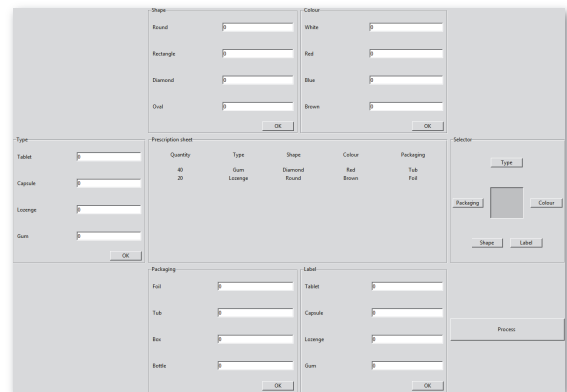 Shape
Round 0
Rectangle 0
Diamond 0
Oval 0
OK
Colour
White 0
Red 0
Blue 0
Brown 0
OK
Type
Tablet 0
Capsule 0
Lozenge 0
Gum 0
OK
Prescription sheet
Quantity Type Shape Colour Packaging
40 Gum Diamond Red Tub
20 Lozenge Round Brown Foil
Selector
Type
Packaging Colour
Shape Label
Packaging
Foil 0
Tub 0
Box 0
Bottle 0
OK
Label
Tablet 0
Capsule 0
Lozenge 0
Gum 0
OK
Process